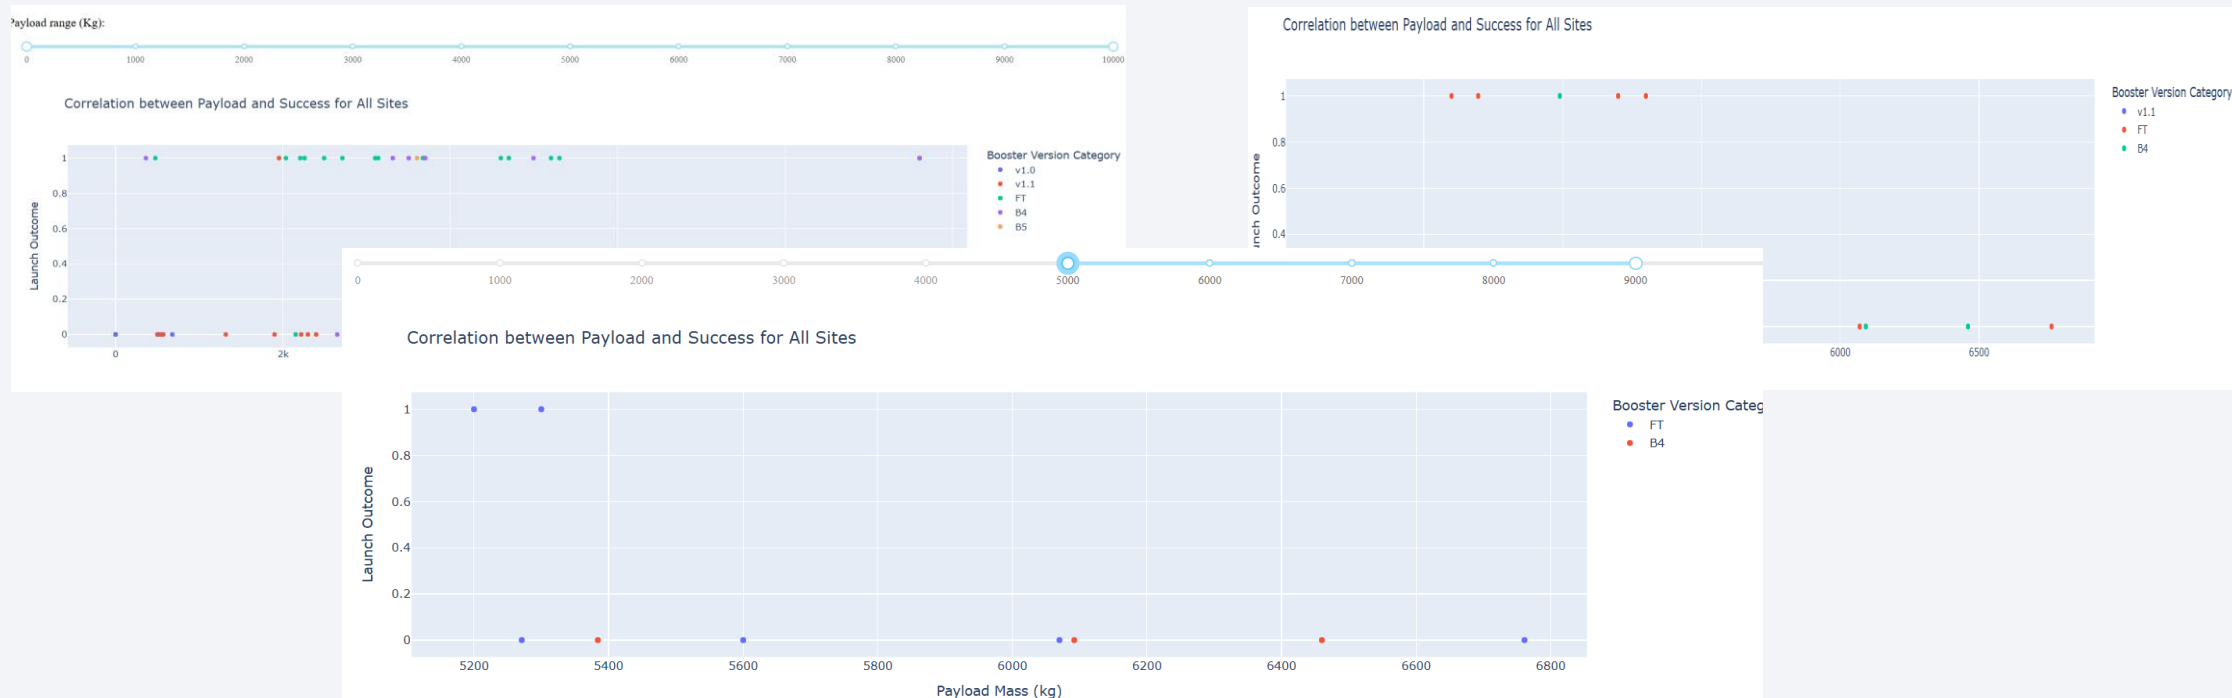 Payload range (Kg):
0 1000 2000 3000 4000 5000 6000 7000 8000 9000 10000
Correlation between Payload and Success for All Sites
Launch Outcome
1
0.8
0.6
0.4
0.2
0
0 2k
Booster Version Category
v1.0
v1.1
FT
B4
B5
Correlation between Payload and Success for All Sites
1
0.8
0.6
0.4
6000 6500
Booster Version Category
v1.1
FT
B4
0 1000 2000 3000 4000 5000 6000 7000 8000 9000
Correlation between Payload and Success for All Sites
Launch Outcome
1
0.8
0.6
0.4
0.2
0
5200 5400 5600 5800 6000 6200 6400 6600 6800
Payload Mass (kg)
Booster Version Categ
FT
B4